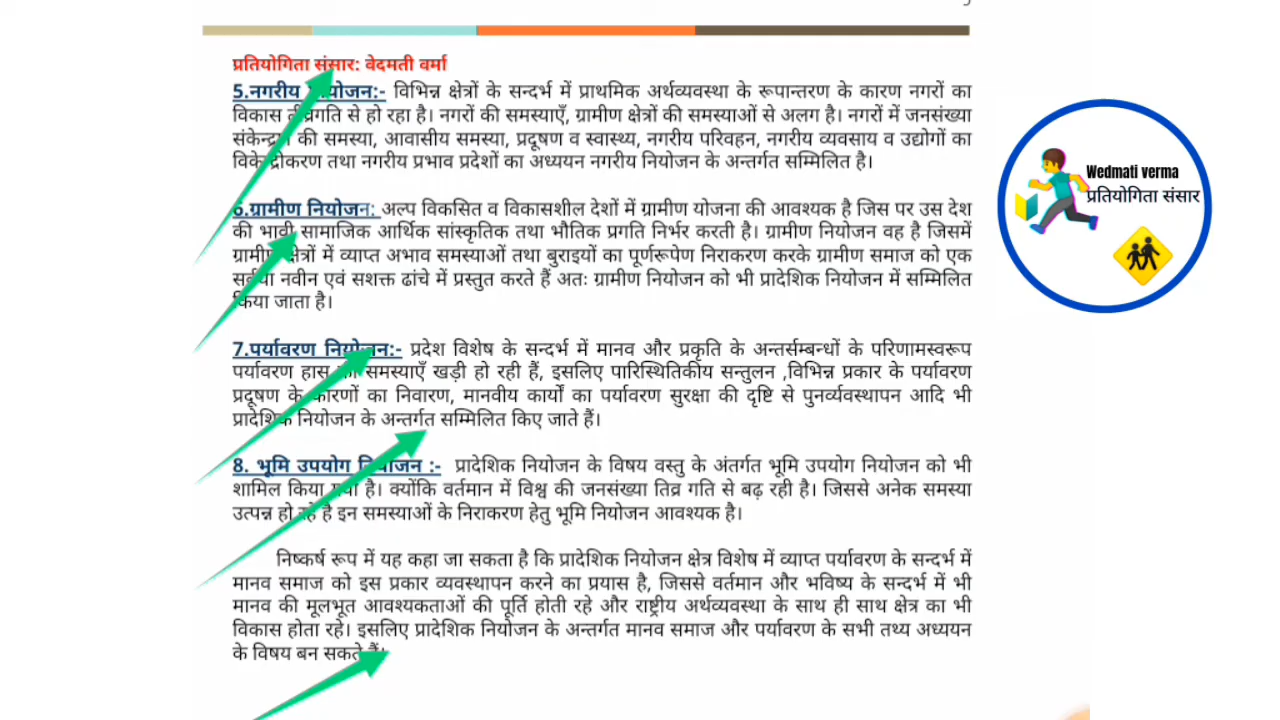 प्रतियोगिता संसार: वेदमती वर्मा
5.नगरीय नियोजन:- विभिन्न क्षेत्रों के सन्दर्भ में प्राथमिक अर्थव्यवस्था के रूपान्तरण के कारण नगरों का
विकास तीव्रगति से हो रहा है। नगरों की समस्याएँ, ग्रामीण क्षेत्रों की समस्याओं से अलग है। नगरों में जनसंख्या
संकेन्द्रण की समस्या, आवासीय समस्या, प्रदूषण व स्वास्थ्य, नगरीय परिवहन, नगरीय व्यवसाय व उद्योगों का
विकेन्द्रीकरण तथा नगरीय प्रभाव प्रदेशों का अध्ययन नगरीय नियोजन के अन्तर्गत सम्मिलित है।
6.ग्रामीण नियोजन: अल्प विकसित व विकासशील देशों में ग्रामीण योजना की आवश्यक है जिस पर उस देश
की भावी सामाजिक आर्थिक सांस्कृतिक तथा भौतिक प्रगति निर्भर करती है। ग्रामीण नियोजन वह है जिसमें
ग्रामीण क्षेत्रों में व्याप्त अभाव समस्याओं तथा बुराइयों का पूर्णरूपेण निराकरण करके ग्रामीण समाज को एक
सर्वथा नवीन एवं सशक्त ढांचे में प्रस्तुत करते हैं अतः ग्रामीण नियोजन को भी प्रादेशिक नियोजन में सम्मिलित
किया जाता है।
7.पर्यावरण नियोजन:- प्रदेश विशेष के सन्दर्भ में मानव और प्रकृति के अन्तर्सम्बन्धों के परिणामस्वरूप
पर्यावरण हास की समस्याएँ खड़ी हो रही हैं, इसलिए पारिस्थितिकीय सन्तुलन ,विभिन्न प्रकार के पर्यावरण
प्रदूषण के कारणों का निवारण, मानवीय कार्यों का पर्यावरण सुरक्षा की दृष्टि से पुनर्व्यवस्थापन आदि भी
प्रादेशिक नियोजन के अन्तर्गत सम्मिलित किए जाते हैं।
8. भूमि उपयोग नियोजन :- प्रादेशिक नियोजन के विषय वस्तु के अंतर्गत भूमि उपयोग नियोजन को भी
शामिल किया गया है। क्योंकि वर्तमान में विश्व की जनसंख्या तिव्र गति से बढ़ रही है। जिससे अनेक समस्या
उत्पन्न हो रहे है इन समस्याओं के निराकरण हेतु भूमि नियोजन आवश्यक है।
निष्कर्ष रूप में यह कहा जा सकता है कि प्रादेशिक नियोजन क्षेत्र विशेष में व्याप्त पर्यावरण के सन्दर्भ में
मानव समाज को इस प्रकार व्यवस्थापन करने का प्रयास है, जिससे वर्तमान और भविष्य के सन्दर्भ में भी
मानव की मूलभूत आवश्यकताओं की पूर्ति होती रहे और राष्ट्रीय अर्थव्यवस्था के साथ ही साथ क्षेत्र का भी
विकास होता रहे। इसलिए प्रादेशिक नियोजन के अन्तर्गत मानव समाज और पर्यावरण के सभी तथ्य अध्ययन
के विषय बन सकते हैं।
Wedmati verma
प्रतियोगिता संसार